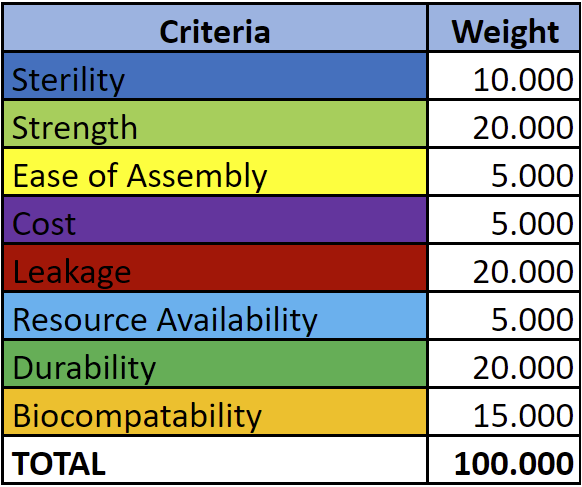 Criteria Weight
Sterility 10.000
Strength 20.000
Ease of Assembly 5.000
Cost 5.000
Leakage 20.000
Resource Availability 5.000
Durability 20.000
Biocompatability 15.000
TOTAL 100.000